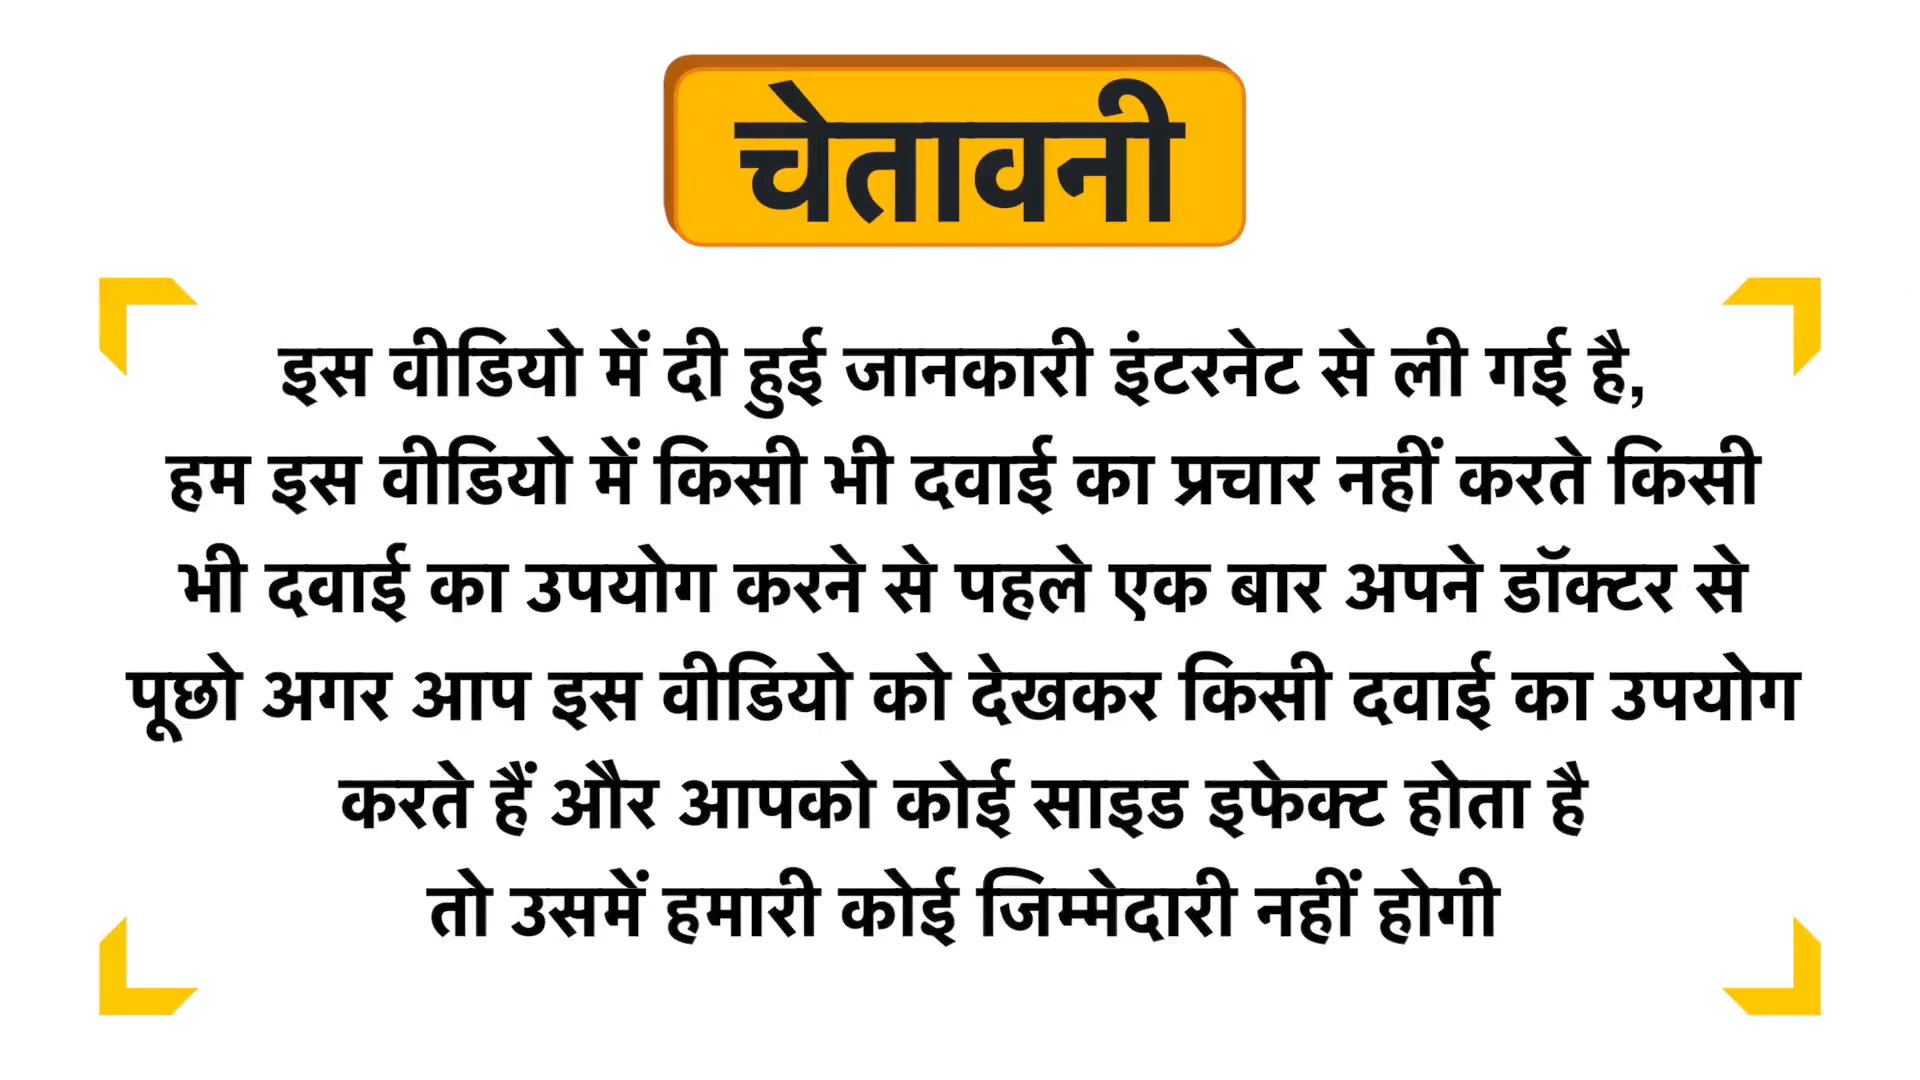 चेतावनी
इस वीडियो में दी हुई जानकारी इंटरनेट से ली गई है,
हम इस वीडियो में किसी भी दवाई का प्रचार नहीं करते किसी
भी दवाई का उपयोग करने से पहले एक बार अपने डॉक्टर से
पूछो अगर आप इस वीडियो को देखकर किसी दवाई का उपयोग
करते हैं और आपको कोई साइड इफेक्ट होता है
तो उसमें हमारी कोई जिम्मेदारी नहीं होगी